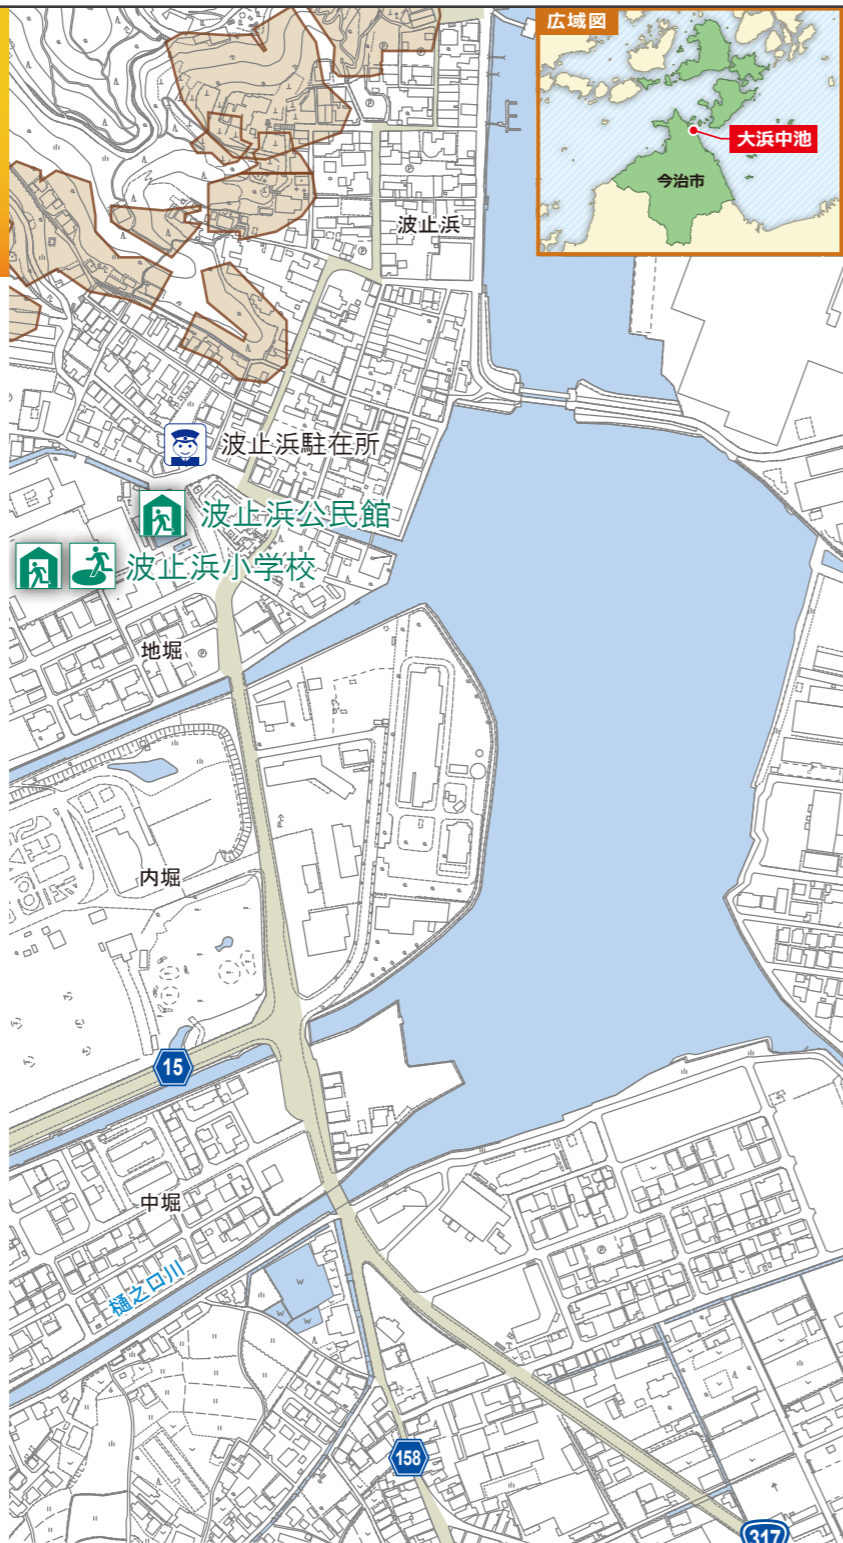 広域図
大浜中池
今治市
波止浜
波止浜駐在所
波止浜公民館
波止浜小学校
地堀
内堀
15
中堀
樋之口川
158
317